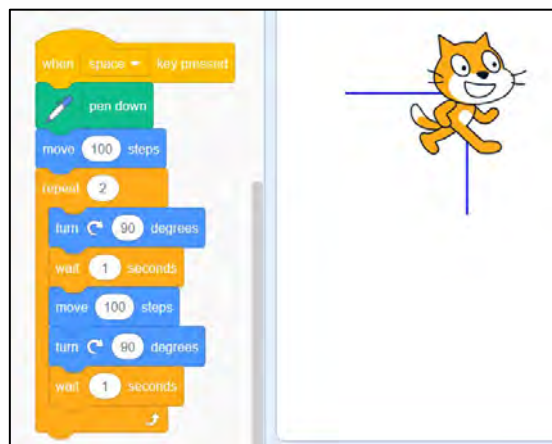 when space key pressed
pen down
move 100 steps
repeat 2
turn 90 degrees
wait 1 seconds
move 100 steps
turn 90 degrees
wait 1 seconds